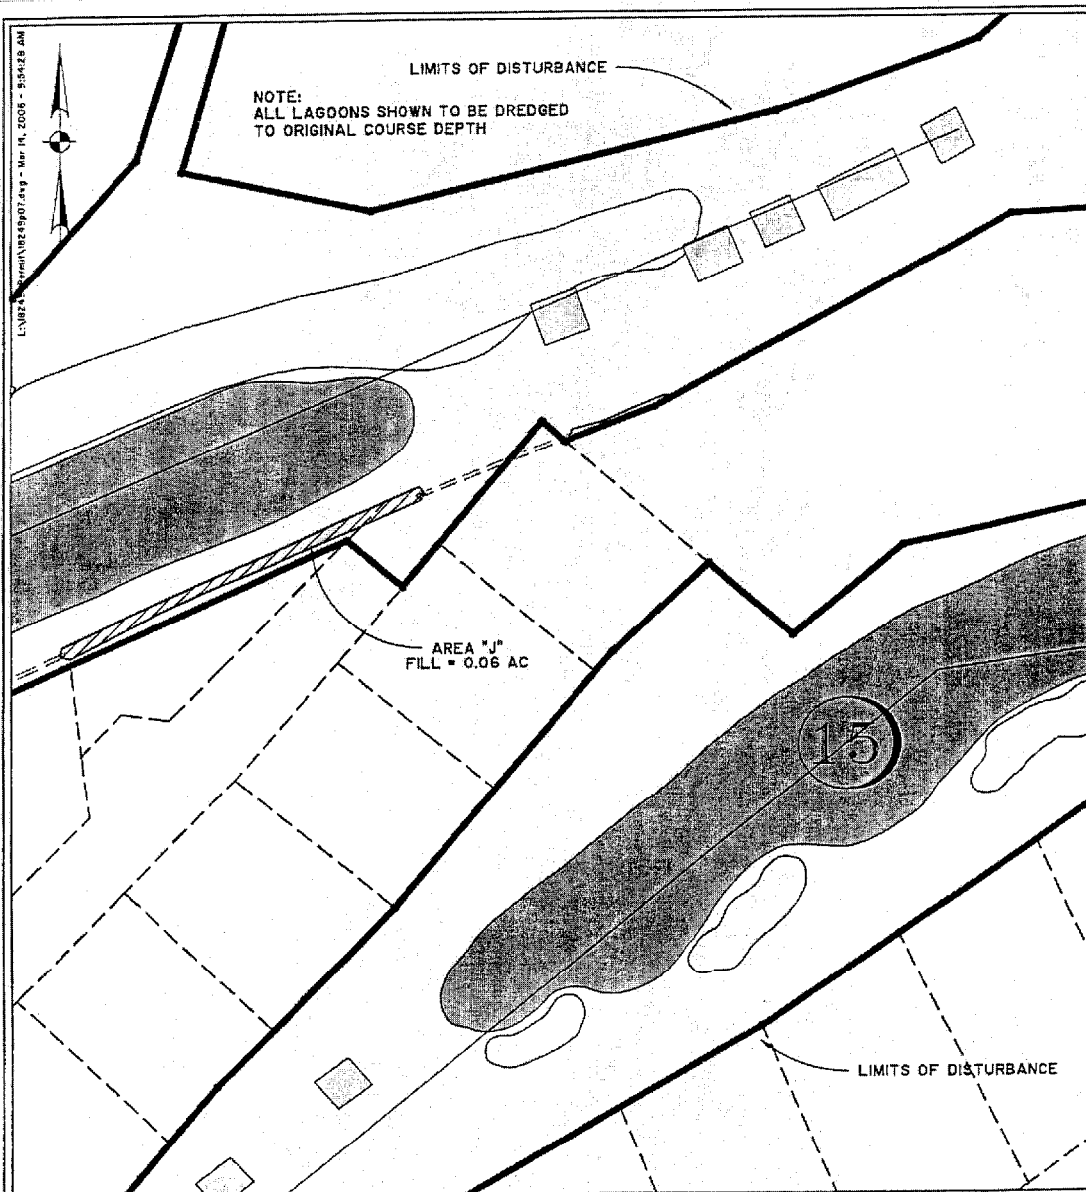 LIMITS OF DISTURBANCE
NOTE:
ALL LAGOONS SHOWN TO BE DREDGED
TO ORIGINAL COURSE DEPTH
AREA "J"
FILL = 0.06 AC
15
LIMITS OF DISTURBANCE